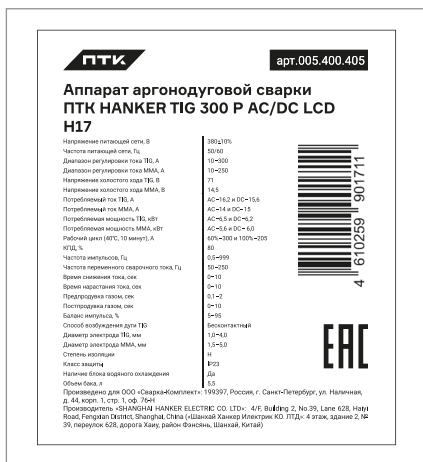 ПТК
арт.005.400.405
Аппарат аргонодуговой сварки
ПТК HANKER TIG 300 P AC/DC LCD
H17
Напряжение питающей сети, В 380±10%
Частота питающей сети, Гц 50/60
Диапазон регулировки тока TIG, А 10–300
Диапазон регулировки тока ММА, А 10–250
Напряжение холостого хода TIG, В 71
Напряжение холостого хода ММА, В 14,5
Потребляемый ток TIG, А AC–16,2 и DC–15,6
Потребляемый ток ММА, А AC–14 и DC–15
Потребляемая мощность TIG, кВт AC–6,5 и DC–6,2
Потребляемая мощность ММА, кВт AC–5,6 и DC– 6,0
Рабочий цикл (40°C, 10 минут), А 60%–300 и 100%–205
КПД, % 80
Частота импульсов, Гц 0,5–999
Частота переменного сварочного тока, Гц 50–250
Время снижения тока, сек 0–10
Время нарастания тока, сек 0–10
Предпродувка газом, сек 0,1–2
Постпродувка газом, сек 0–10
Баланс импульса, % 5–95
Способ возбуждения дуги TIG Бесконтактный
Диаметр электрода TIG, мм 1,0–4,0
Диаметр электрода ММА, мм 1,5–5,0
Степень изоляции H
Класс защиты IP23
Наличие блока водяного охлаждения Да
Объем бака, л 5,5
4 610259 901711
EAC
Произведено для ООО «Сварка-Комплект»: 199397, Россия, г. Санкт-Петербург, ул. Наличная,
д. 44, корп. 1, стр. 1, оф. 76-Н
Производитель «SHANGHAI HANKER ELECTRIC CO. LTD»: 4/F, Building 2, No.39, Lane 628, Haiyi
Road, Fengxian District, Shanghai, China («Шанхай Ханкер Илектрик КО. ЛТД»: 4 этаж, здание 2, №
39, переулок 628, дорога Хаиу, район Фэнсянь, Шанхай, Китай)